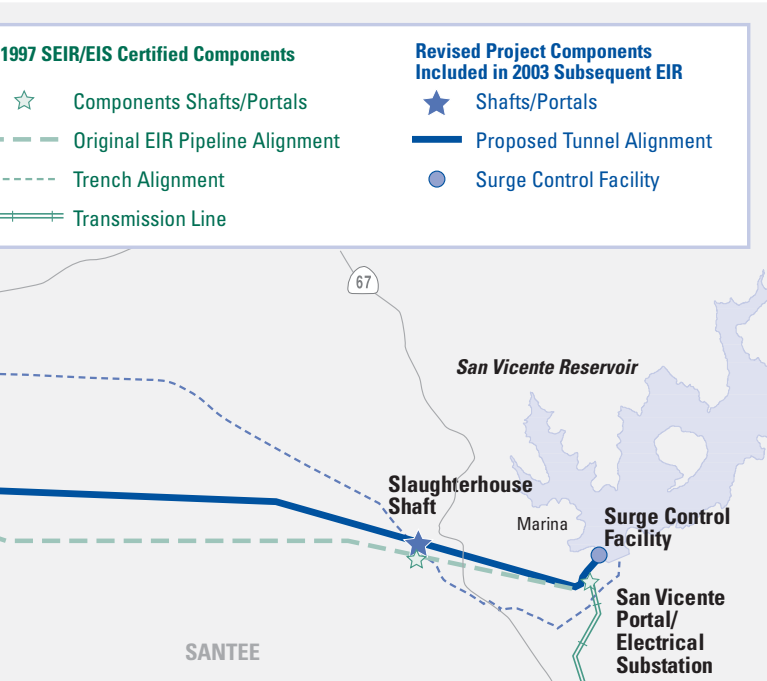 1997 SEIR/EIS Certified Components
Components Shafts/Portals
Original EIR Pipeline Alignment
Trench Alignment
Transmission Line
Revised Project Components
Included in 2003 Subsequent EIR
Shafts/Portals
Proposed Tunnel Alignment
Surge Control Facility
67
San Vicente Reservoir
Slaughterhouse
Shaft
Marina
Surge Control
Facility
San Vicente
Portal/
Electrical
Substation
SANTEE